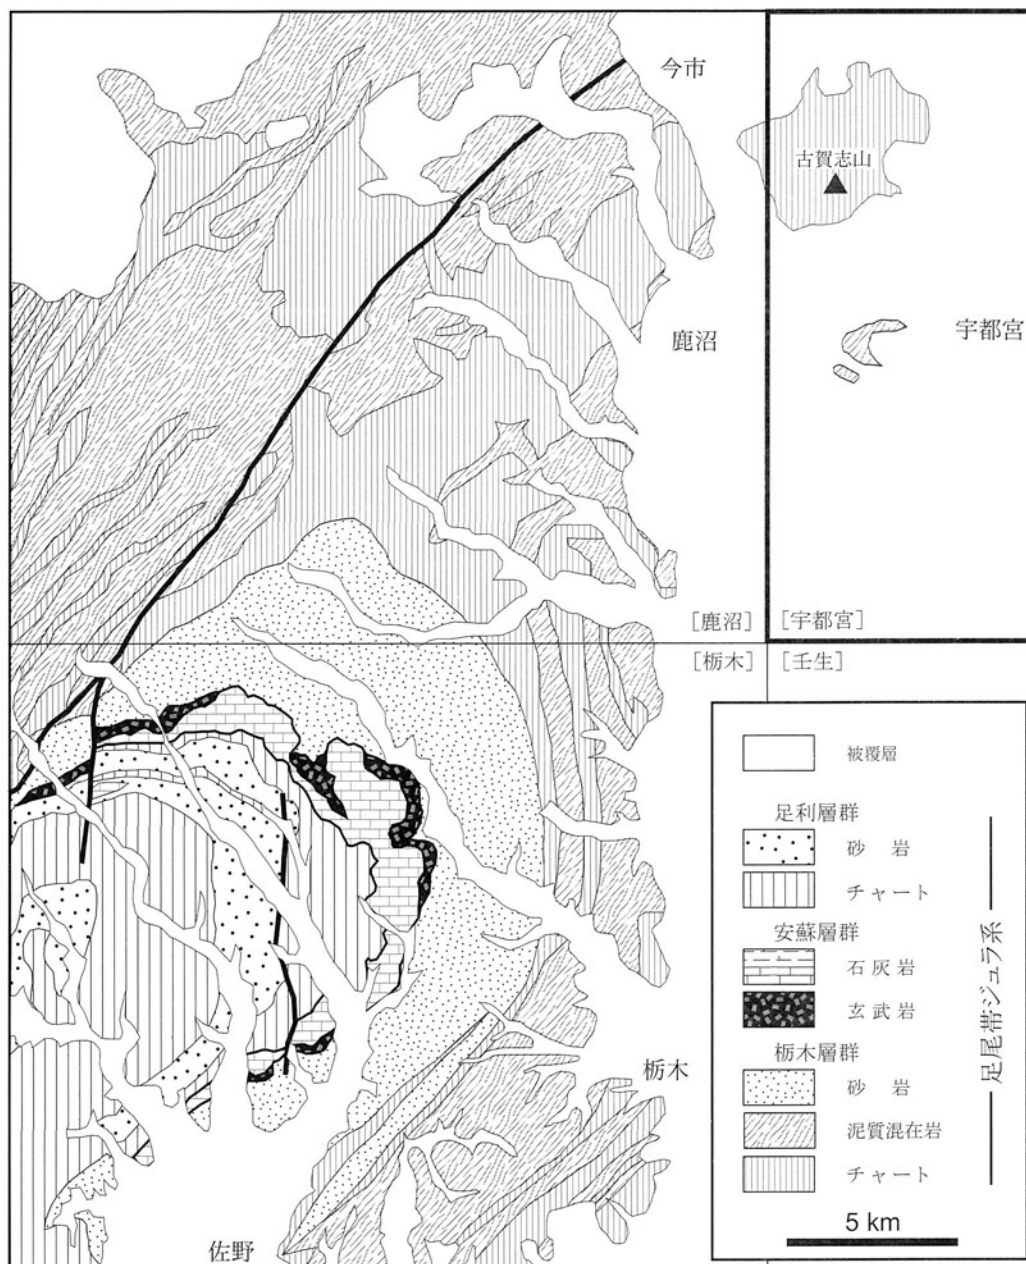 今市
古賀志山
鹿沼
宇都宮
[鹿沼]
[宇都宮]
[栃木]
[壬生]
被覆層
足利層群
砂 岩
チャート
安蘇層群
石灰岩
玄武岩
栃木層群
砂 岩
泥質混在岩
チャート
足尾帯ジュラ系
5 km
栃木
佐野